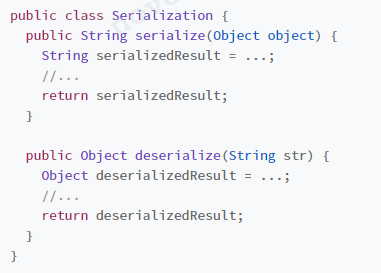 public class Serialization {
  public String serialize(Object object) {
    String serializedResult = ...;
    //...
    return serializedResult;
  }

  public Object deserialize(String str) {
    Object deserializedResult = ...;
    //...
    return deserializedResult;
  }
}